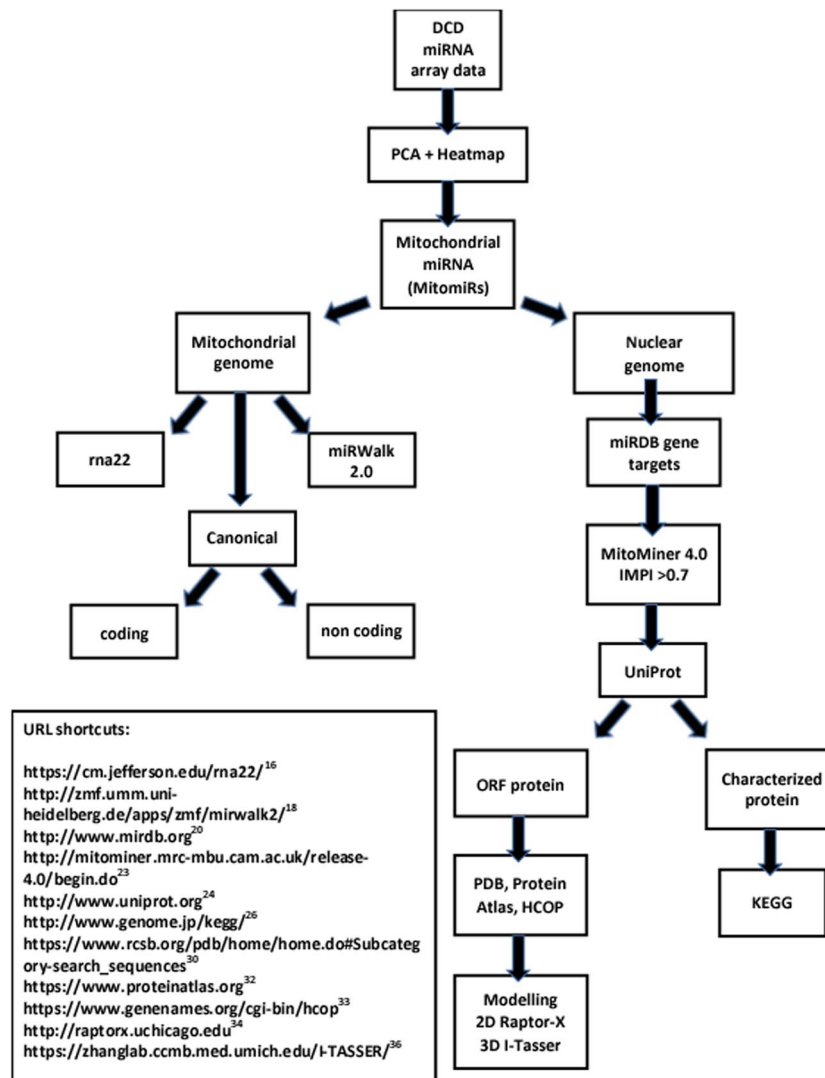 DCD
miRNA
array data
PCA + Heatmap
Mitochondrial
miRNA
(MitomiRs)
Mitochondrial
genome
Nuclear
genome
rna22
miRWalk
2.0
miRDB gene
targets
Canonical
MitoMiner 4.0
IMPI >0.7
coding
non coding
UniProt
ORF protein
Characterized
protein
PDB, Protein
Atlas, HCOP
KEGG
Modelling
2D Raptor-X
3D I-Tasser
URL shortcuts:
https://cm.jefferson.edu/rna22/16
http://zmf.umm.uni-
heidelberg.de/apps/zmf/mirwalk2/18
http://www.mirdb.org20
http://mitominer.mrc-mbu.cam.ac.uk/release-
4.0/begin.do23
http://www.uniprot.org24
http://www.genome.jp/kegg/26
https://www.rcsb.org/pdb/home/home.do#Subcateg
ory-search_sequences30
https://www.proteinatlas.org32
https://www.genenames.org/cgi-bin/hcop33
http://raptorx.uchicago.edu34
https://zhanglab.ccmb.med.umich.edu/I-TASSER/36